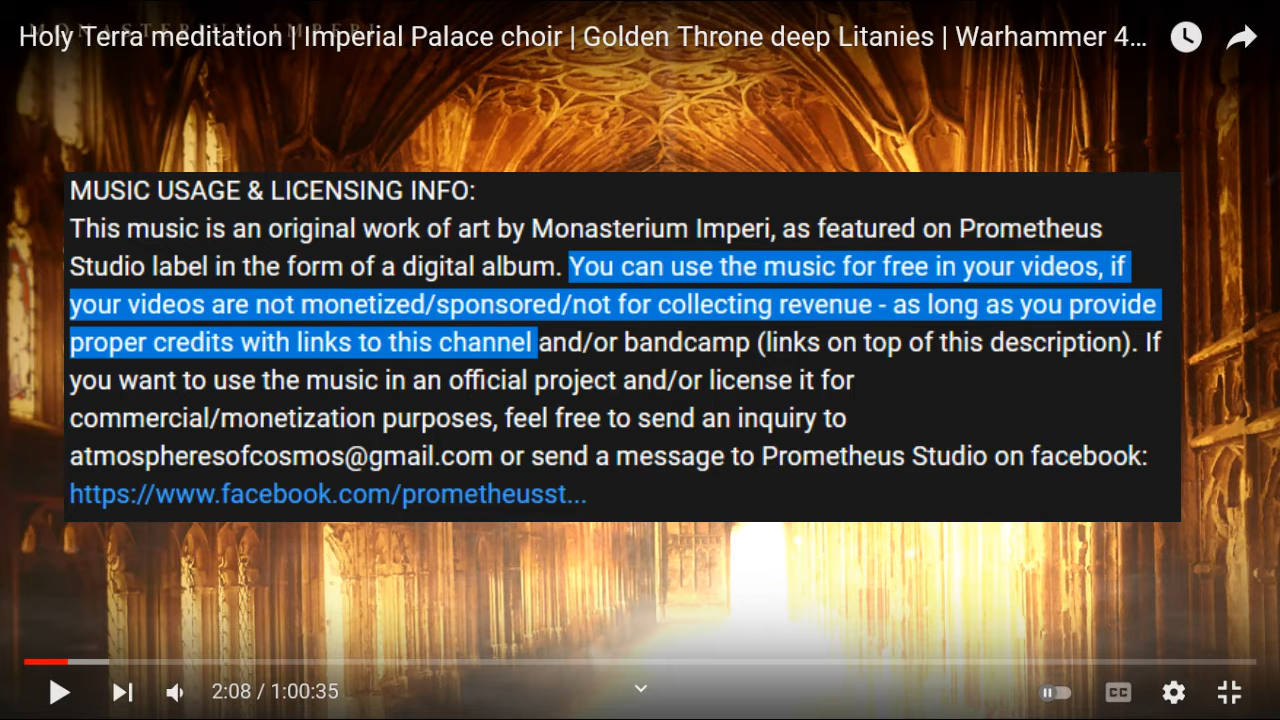 MONASTERIUM IMPERI
Holy Terra meditation | Imperial Palace choir | Golden Throne deep Litanies | Warhammer 4...
MUSIC USAGE & LICENSING INFO:
This music is an original work of art by Monasterium Imperi, as featured on Prometheus
Studio label in the form of a digital album. You can use the music for free in your videos, if
your videos are not monetized/sponsored/not for collecting revenue - as long as you provide
proper credits with links to this channel and/or bandcamp (links on top of this description). If
you want to use the music in an official project and/or license it for
commercial/monetization purposes, feel free to send an inquiry to
atmospheresofcosmos@gmail.com or send a message to Prometheus Studio on facebook:
https://www.facebook.com/prometheusst...
2:08 / 1:00:35
CC